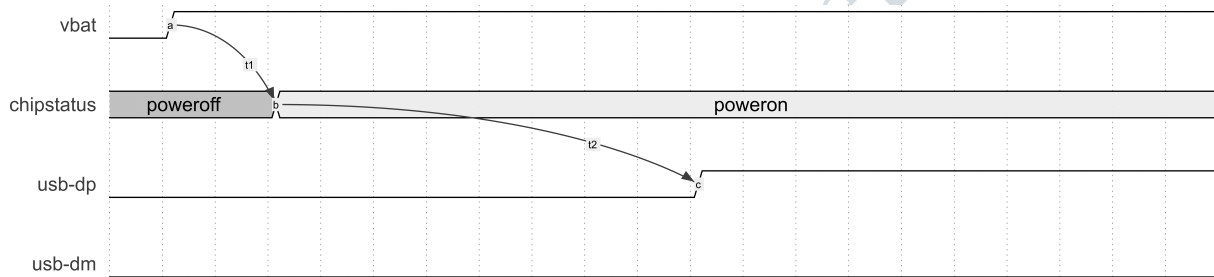 vbat
a
t1
chipstatus
poweroff
b
poweron
t2
usb-dp
c
usb-dm